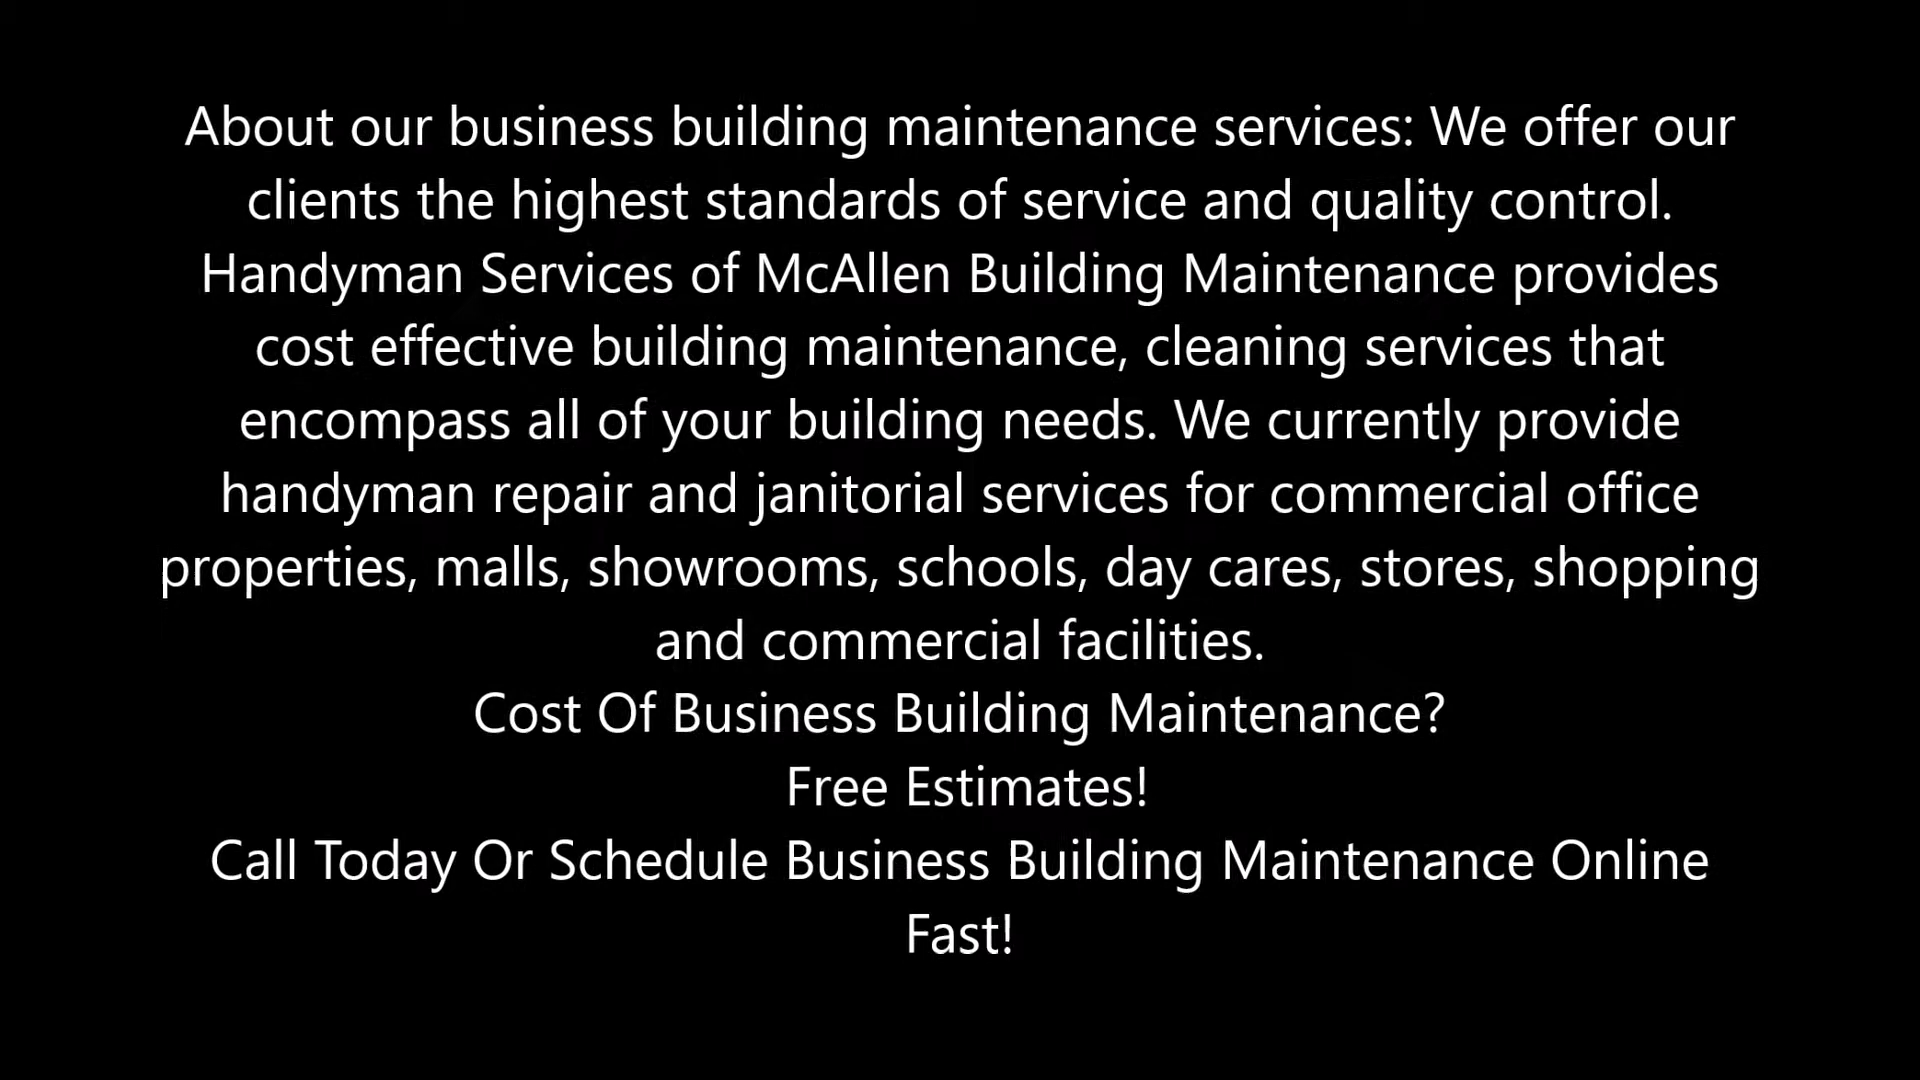 About our business building maintenance services: We offer our
clients the highest standards of service and quality control.
Handyman Services of McAllen Building Maintenance provides
cost effective building maintenance, cleaning services that
encompass all of your building needs. We currently provide
handyman repair and janitorial services for commercial office
properties, malls, showrooms, schools, day cares, stores, shopping
and commercial facilities.
Cost Of Business Building Maintenance?
Free Estimates!
Call Today Or Schedule Business Building Maintenance Online
Fast!